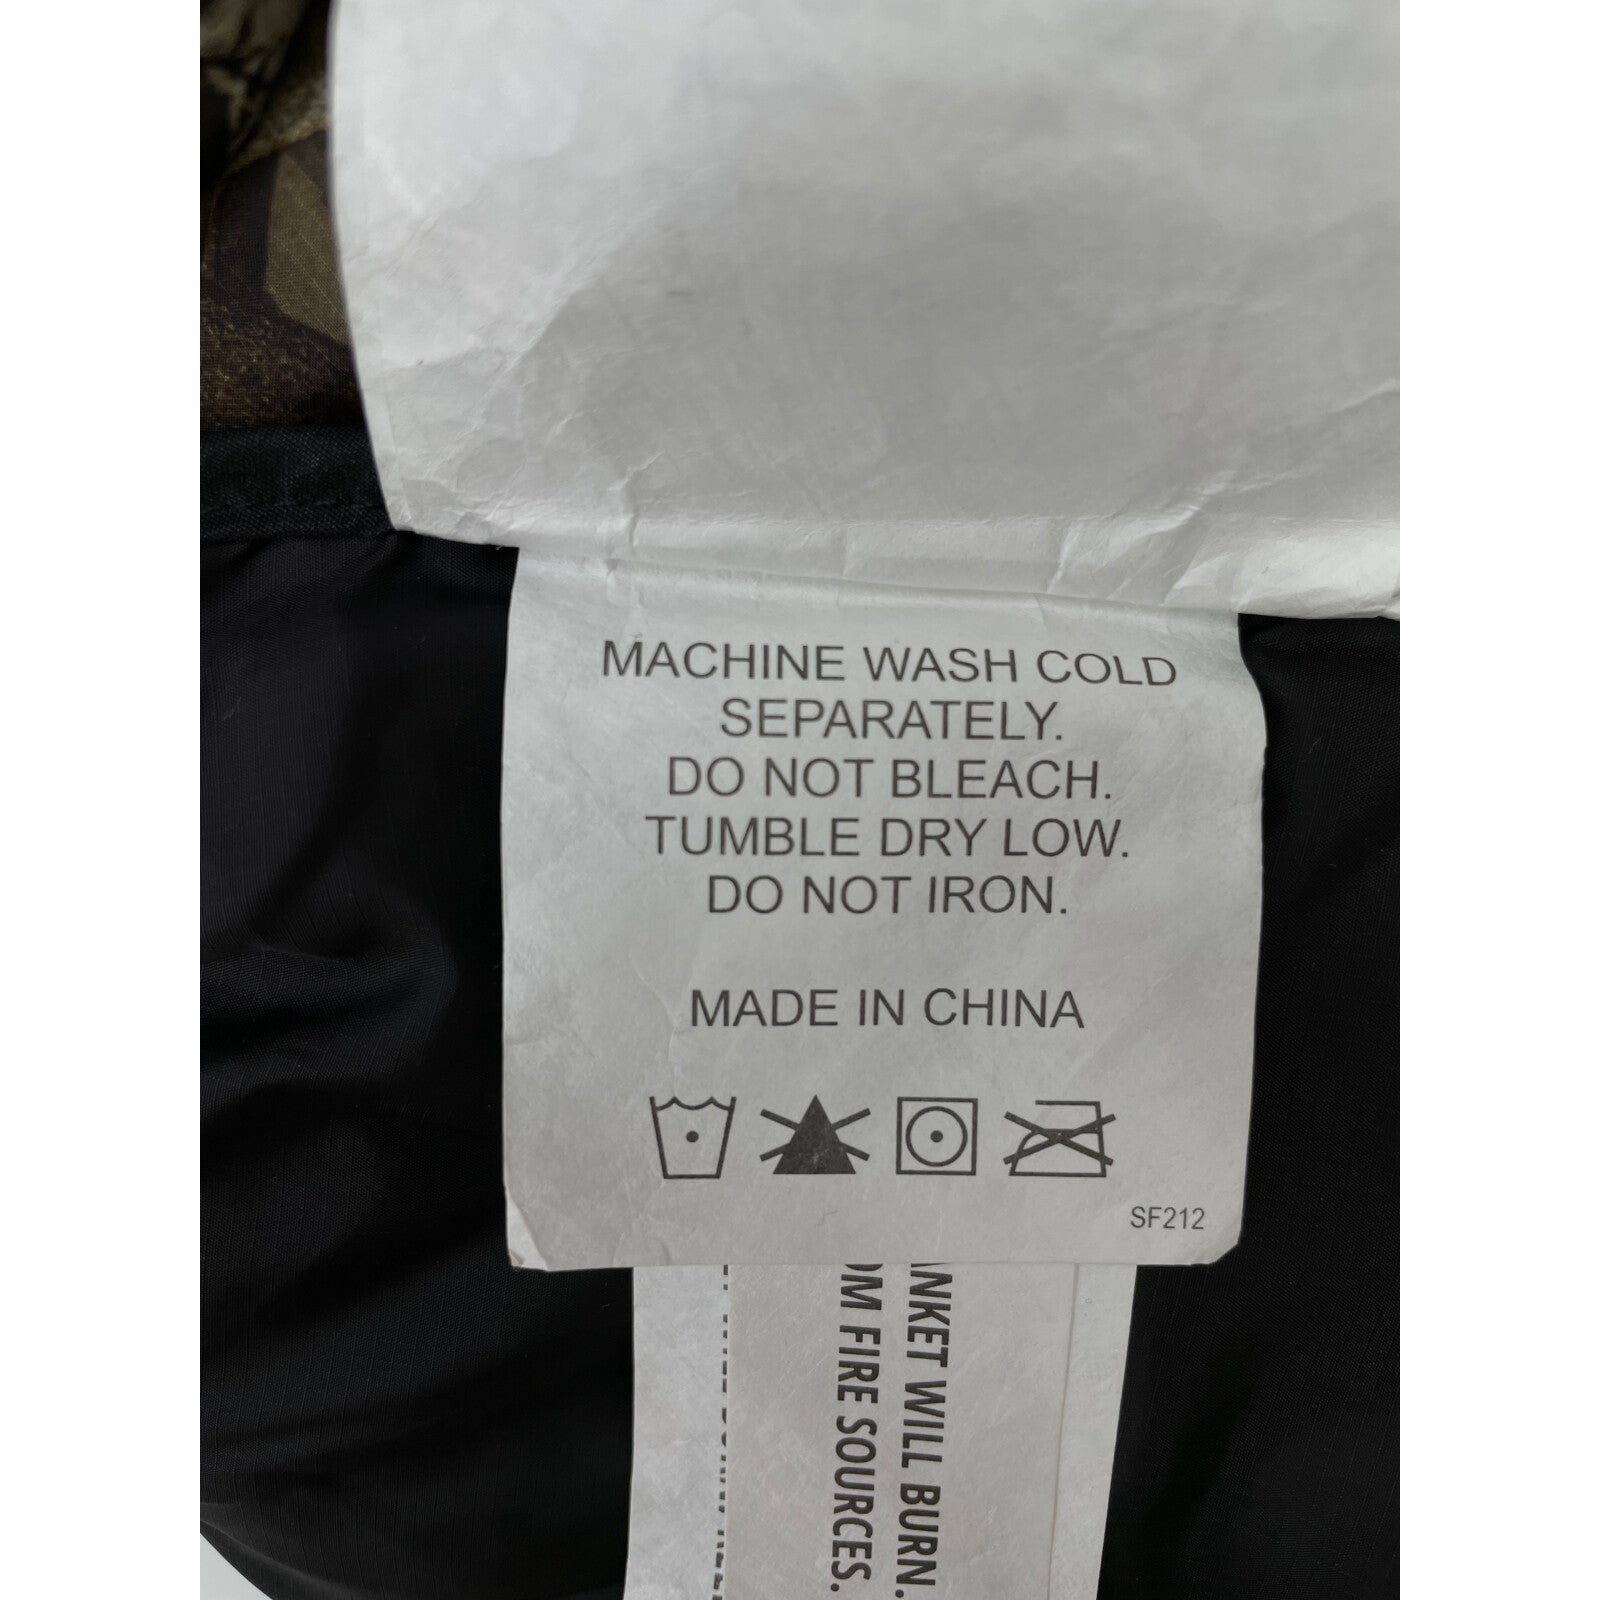 MACHINE WASH COLD
SEPARATELY.
DO NOT BLEACH.
TUMBLE DRY LOW.
DO NOT IRON.
MADE IN CHINA
SF212
WILL BURN.
FIRE SOURCES.